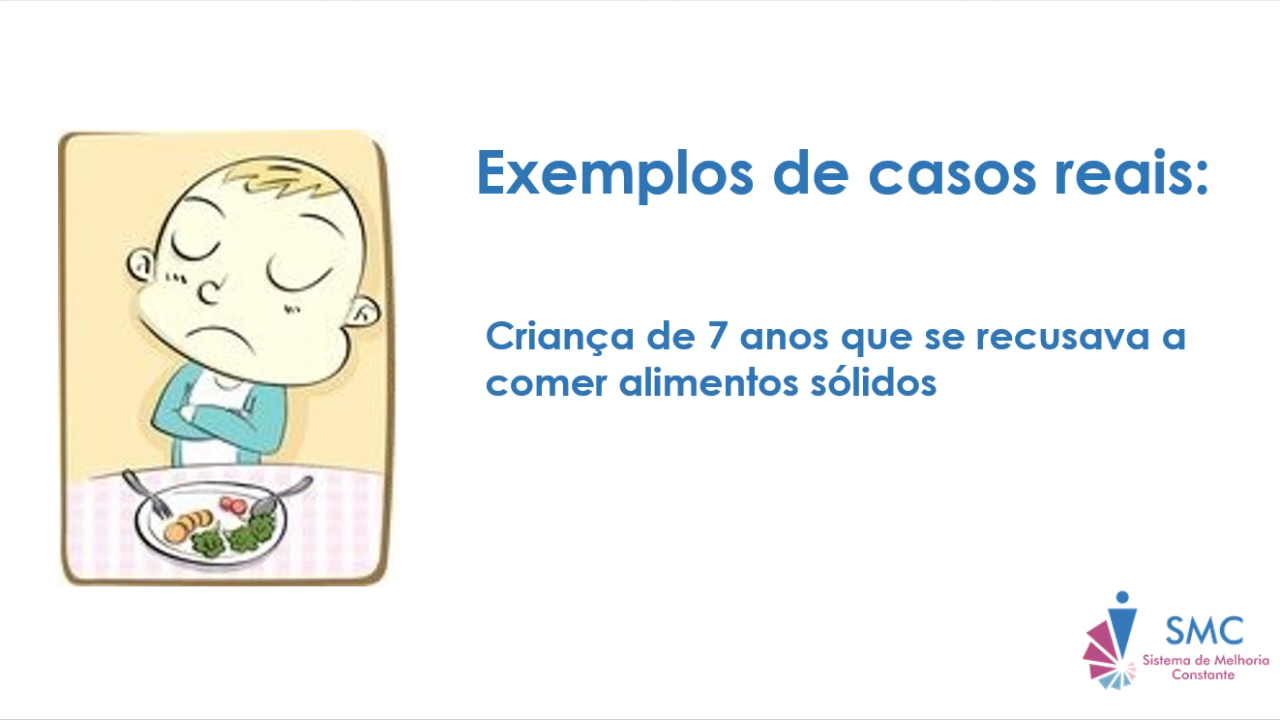 Exemplos de casos reais:
Criança de 7 anos que se recusava a
comer alimentos sólidos
SMC
Sistema de Melhoria
Constante